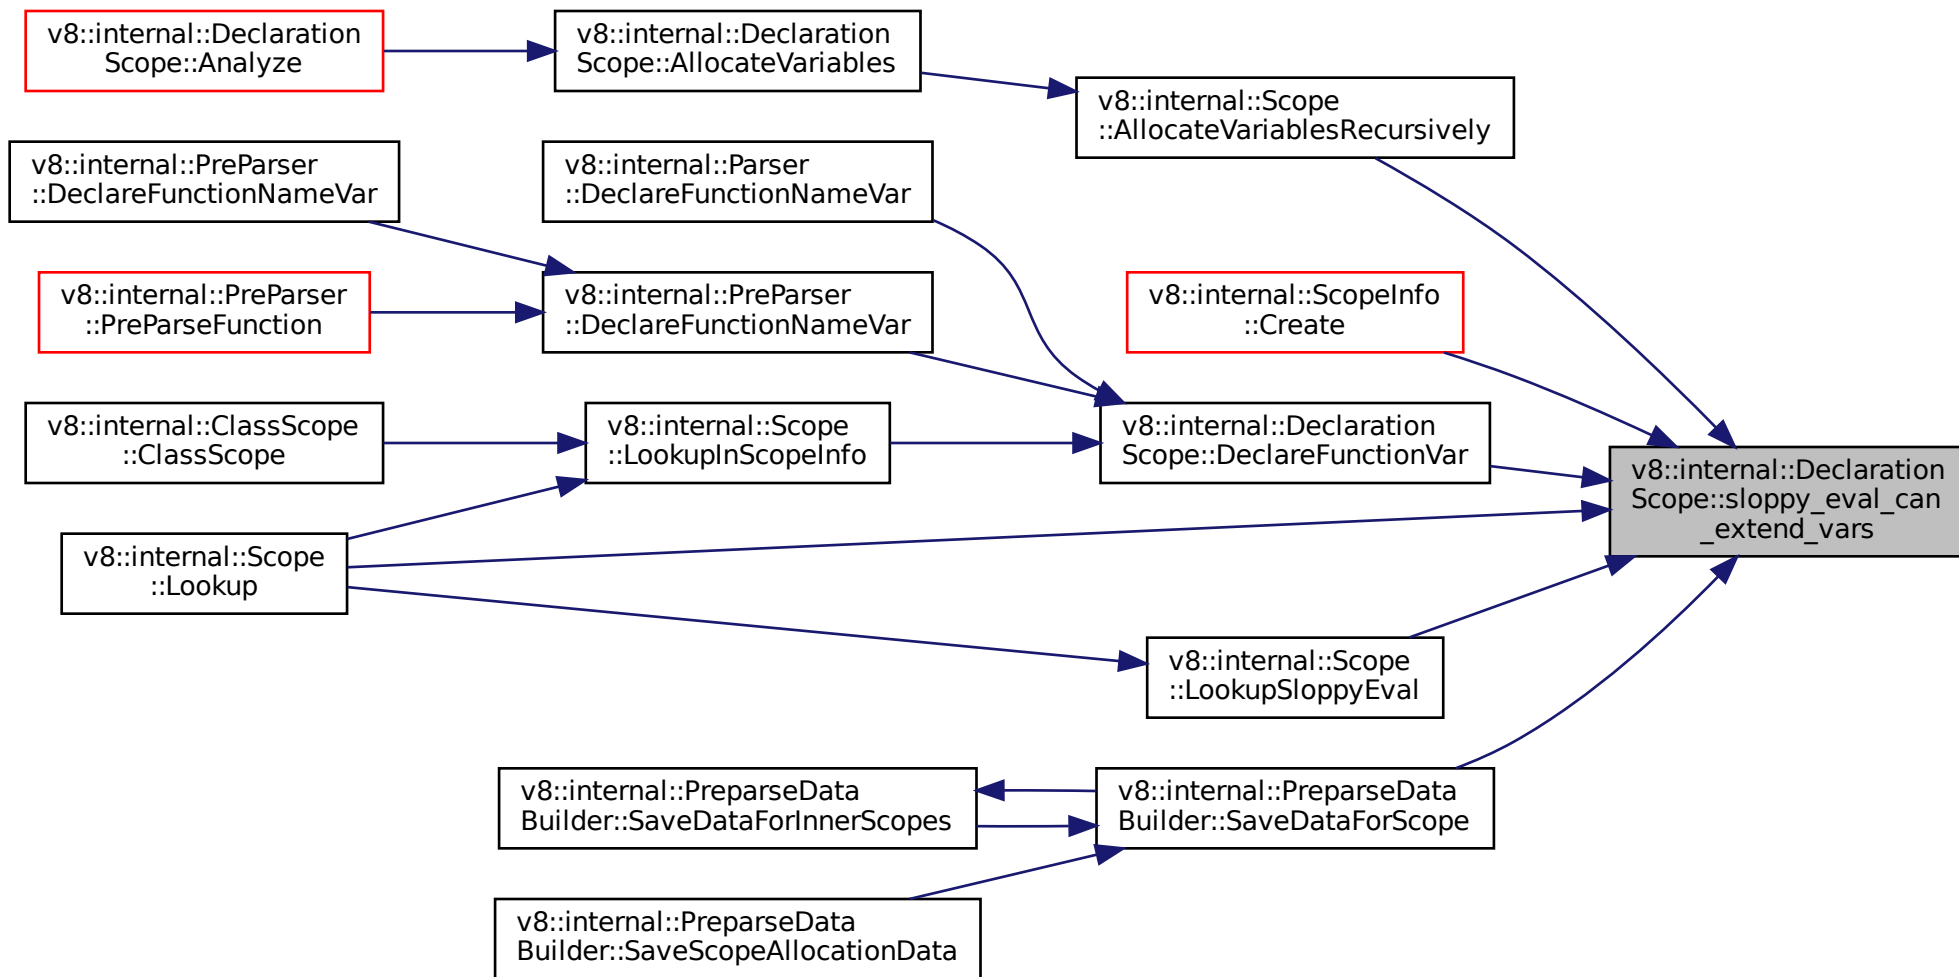 v8::internal::Declaration
Scope::Analyze
v8::internal::Declaration
Scope::AllocateVariables
v8::internal::Scope
::AllocateVariablesRecursively
v8::internal::PreParser
::DeclareFunctionNameVar
v8::internal::Parser
::DeclareFunctionNameVar
v8::internal::PreParser
::PreParseFunction
v8::internal::PreParser
::DeclareFunctionNameVar
v8::internal::ScopeInfo
::Create
v8::internal::ClassScope
::ClassScope
v8::internal::Scope
::LookupInScopeInfo
v8::internal::Declaration
Scope::DeclareFunctionVar
v8::internal::Declaration
Scope::sloppy_eval_can
_extend_vars
v8::internal::Scope
::Lookup
v8::internal::Scope
::LookupSloppyEval
v8::internal::PreparseData
Builder::SaveDataForInnerScopes
v8::internal::PreparseData
Builder::SaveDataForScope
v8::internal::PreparseData
Builder::SaveScopeAllocationData